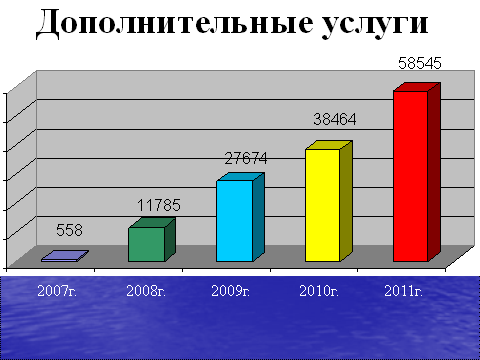 Дополнительные услуги
58545
38464
27674
11785
558
2007г.
2008г.
2009г.
2010г.
2011г.